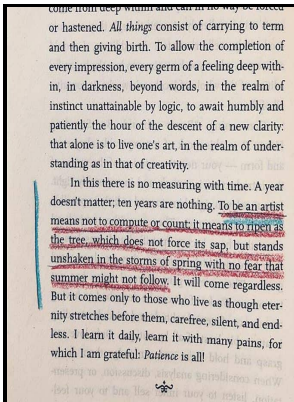 come from deep within and can in no way be forced
or hastened. All things consist of carrying to term
and then giving birth. To allow the completion of
every impression, every germ of a feeling deep with-
in, in darkness, beyond words, in the realm of
instinct unattainable by logic, to await humbly and
patiently the hour of the descent of a new clarity:
that alone is to live one's art, in the realm of under-
standing as in that of creativity.
In this there is no measuring with time. A year
doesn't matter; ten years are nothing. To be an artist
means not to compute or count; it means to ripen as
the tree, which does not force its sap, but stands
unshaken in the storms of spring with no fear that
summer might not follow. It will come regardless.
But it comes only to those who live as though eter-
nity stretches before them, carefree, silent, and end-
less. I learn it daily, learn it with many pains, for
which I am grateful: Patience is all!